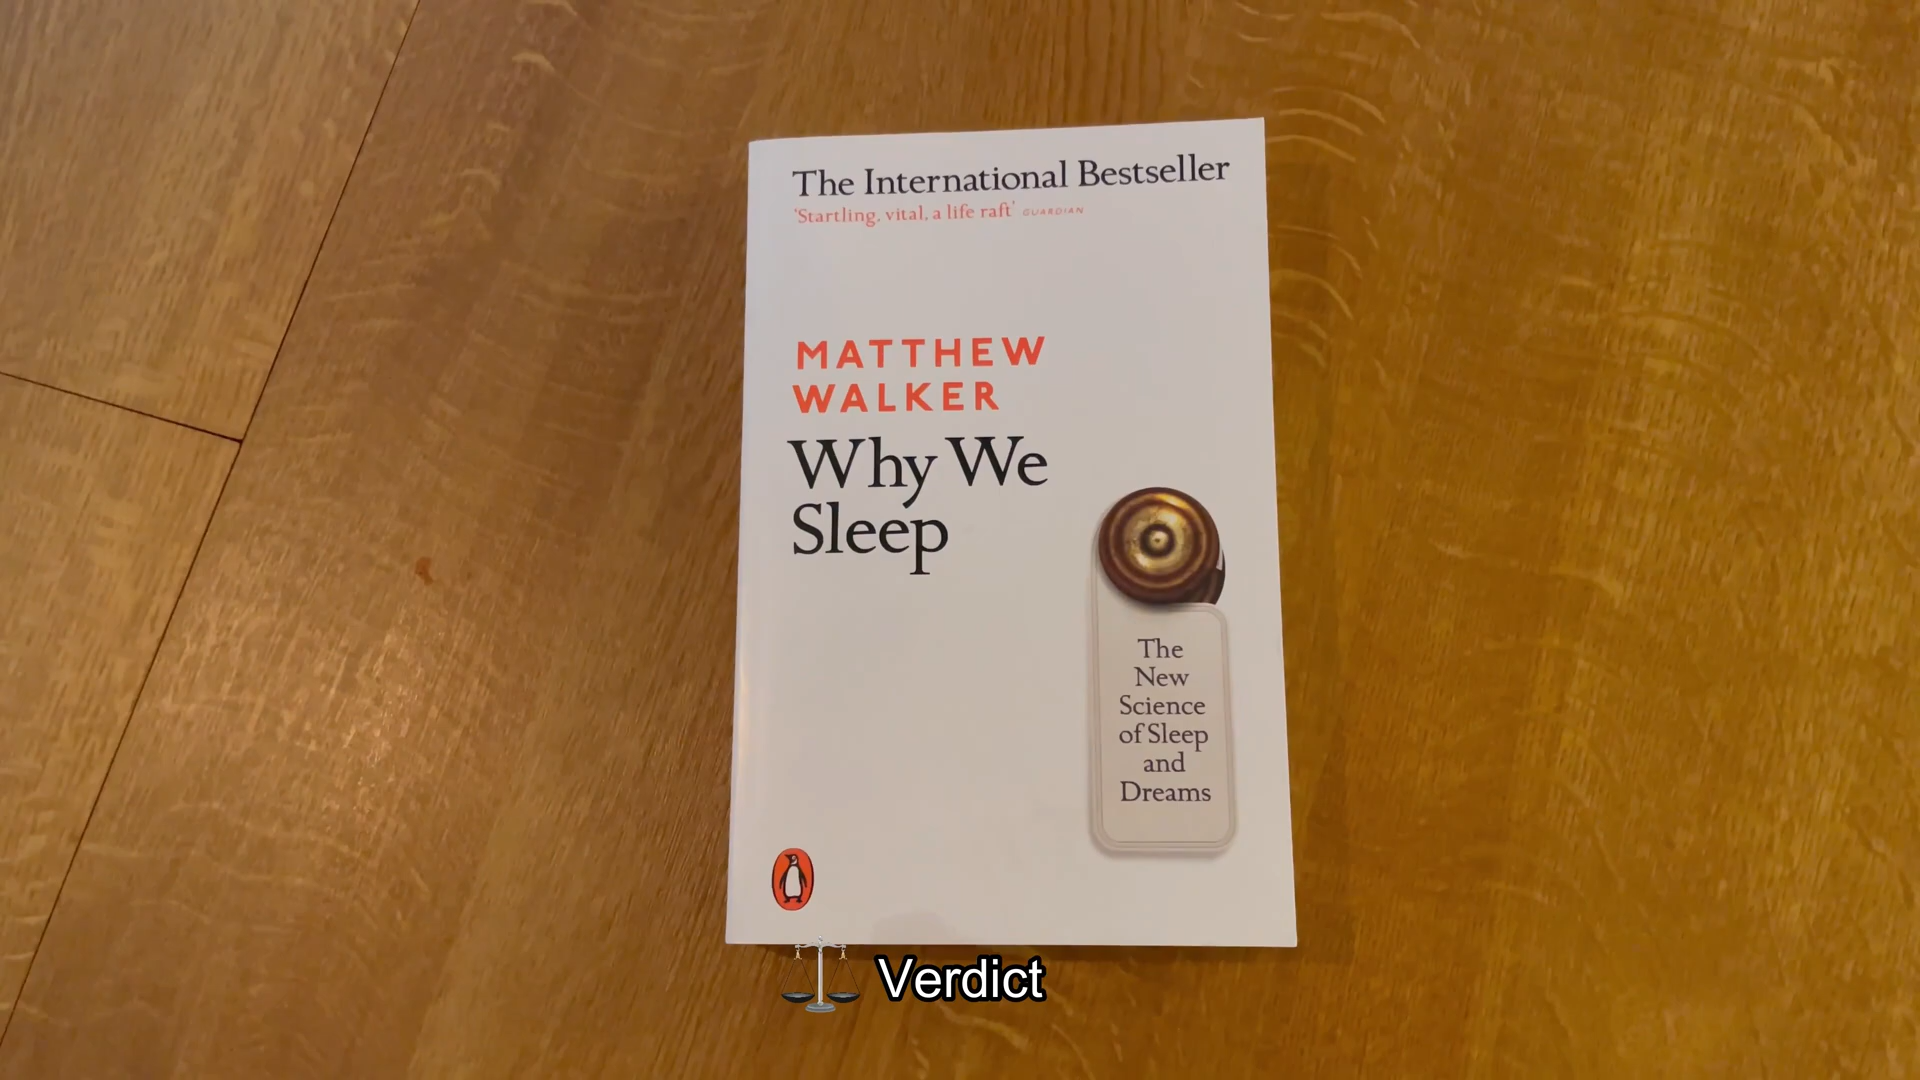 The International Bestseller
'Startling, vital, a life raft' GUARDIAN
MATTHEW
WALKER
Why We
Sleep
The
New
Science
of Sleep
and
Dreams
Verdict